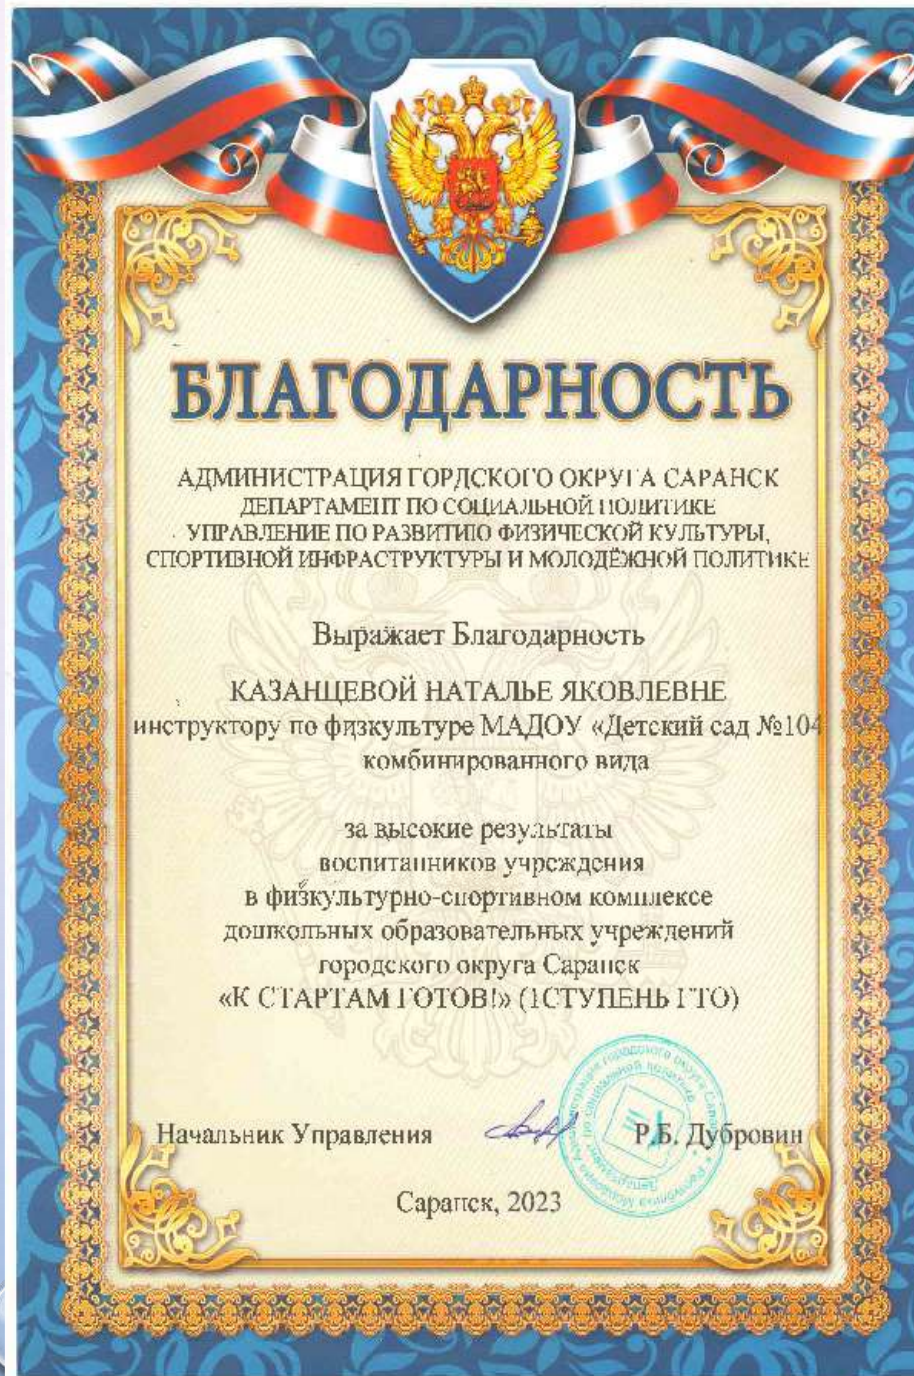 БЛАГОДАРНОСТЬ
АДМИНИСТРАЦИЯ ГОРДСКОГО ОКРУГА САРАНСК
ДЕПАРТАМЕНТ ПО СОЦИАЛЬНОЙ ПОЛИТИКЕ
УПРАВЛЕНИЕ ПО РАЗВИТИЮ ФИЗИЧЕСКОЙ КУЛЬТУРЫ,
СПОРТИВНОЙ ИНФРАСТРУКТУРЫ И МОЛОДЁЖНОЙ ПОЛИТИКЕ
Выражает Благодарность
КАЗАНЦЕВОЙ НАТАЛЬЕ ЯКОВЛЕВНЕ
инструктору по физкультуре МАДОУ «Детский сад №104
комбинированного вида
за высокие результаты
воспитанников учреждения
в физкультурно-спортивном комплексе
дошкольных образовательных учреждений
городского округа Саранск
«К СТАРТАМ ГОТОВ!» (1СТУПЕНЬ ГТО)
Начальник Управления Р.Б. Дубровин
Саранск, 2023